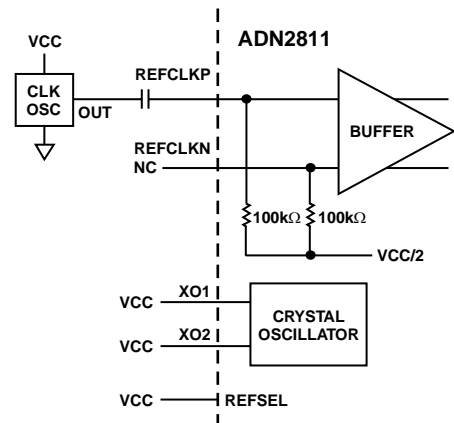 ADN2811
VCC
REFCLKP
CLK
OSC
OUT
BUFFER
REFCLKN
NC
100kΩ
100kΩ
VCC/2
VCC
XO1
CRYSTAL
OSCILLATOR
VCC
XO2
VCC
REFSEL